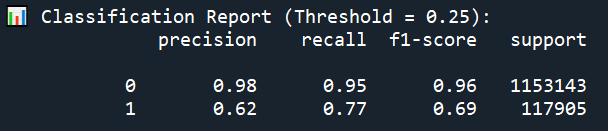 📊 Classification Report (Threshold = 0.25):
precision recall f1-score support
0 0.98 0.95 0.96 1153143
1 0.62 0.77 0.69 117905